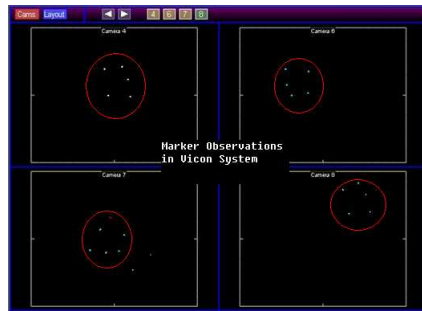 Cams Layout 4 6 7 8
Camera 4 Camera 6
Marker Observations
in Vicon System
Camera 7 Camera 8